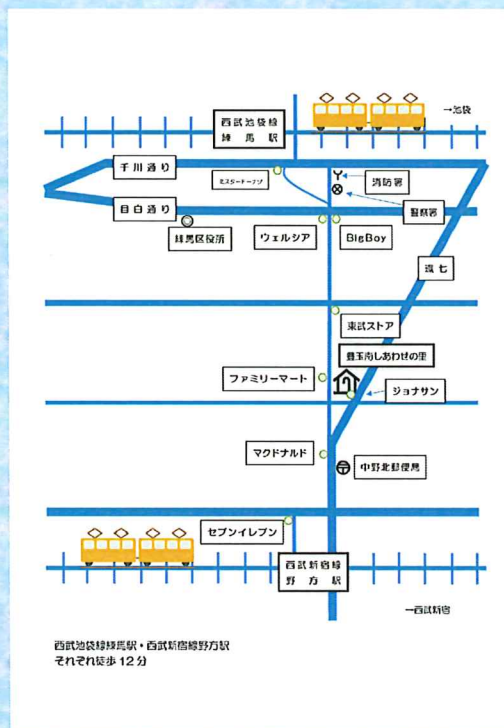 西武池袋線
練馬駅
→池袋
千川通り
ミスタードーナツ
消防署
目白通り
警察署
練馬区役所
ウェルシア
BigBoy
環七
東武ストア
豊玉南しあわせの里
ファミリーマート
ジョナサン
マクドナルド
中野北郵便局
セブンイレブン
西武新宿線
野方駅
→西武新宿
西武池袋線練馬駅・西武新宿線野方駅
それぞれ徒歩12分